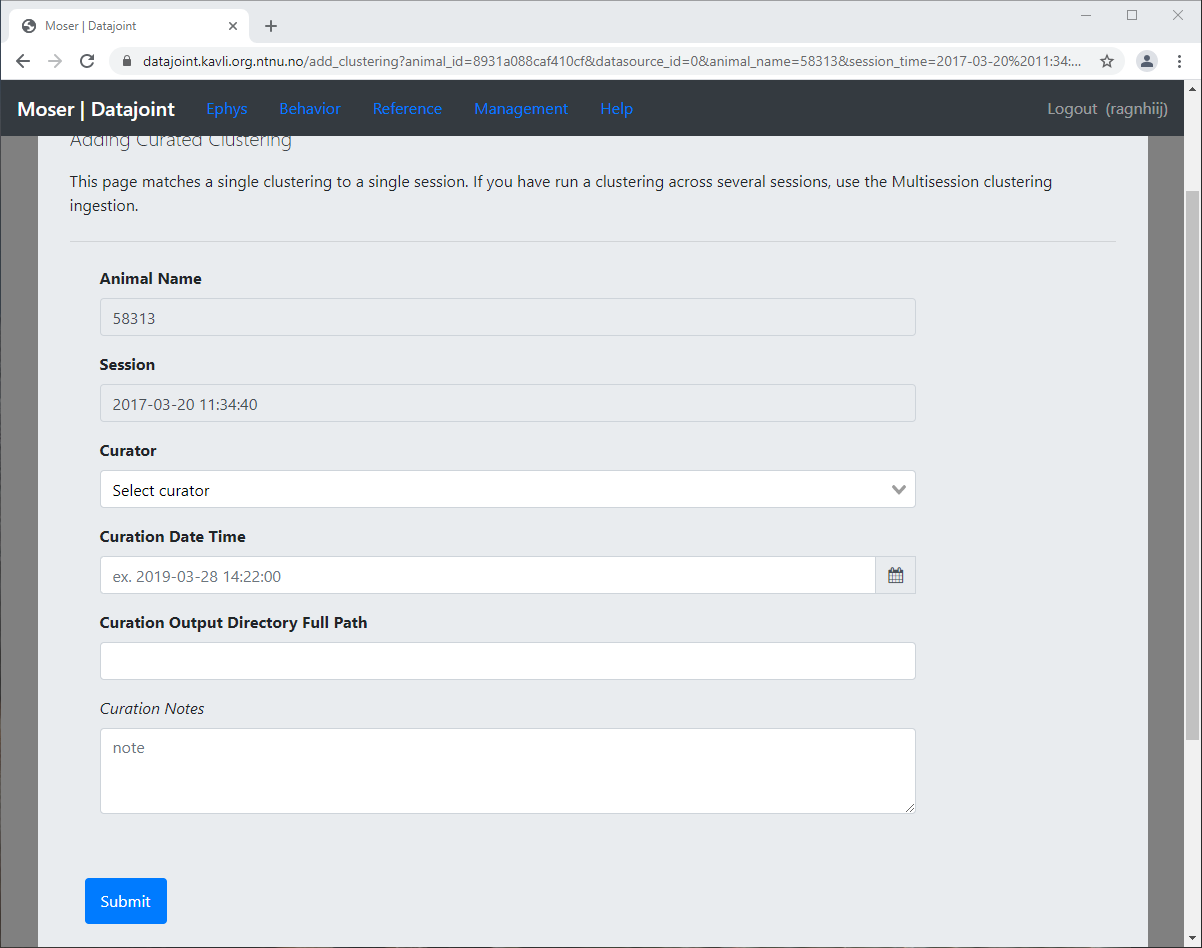 Moser | Datajoint
datajoint.kavli.org.ntnu.no/add_clustering?animal_id=8931a088caf410cf&datasource_id=0&animal_name=58313&session_time=2017-03-20%2011:34:...
Moser | Datajoint Ephys Behavior Reference Management Help Logout (ragnhiij)
Adding Curated Clustering
This page matches a single clustering to a single session. If you have run a clustering across several sessions, use the Multisession clustering
ingestion.
Animal Name
58313
Session
2017-03-20 11:34:40
Curator
Select curator
Curation Date Time
ex. 2019-03-28 14:22:00
Curation Output Directory Full Path
Curation Notes
note
Submit